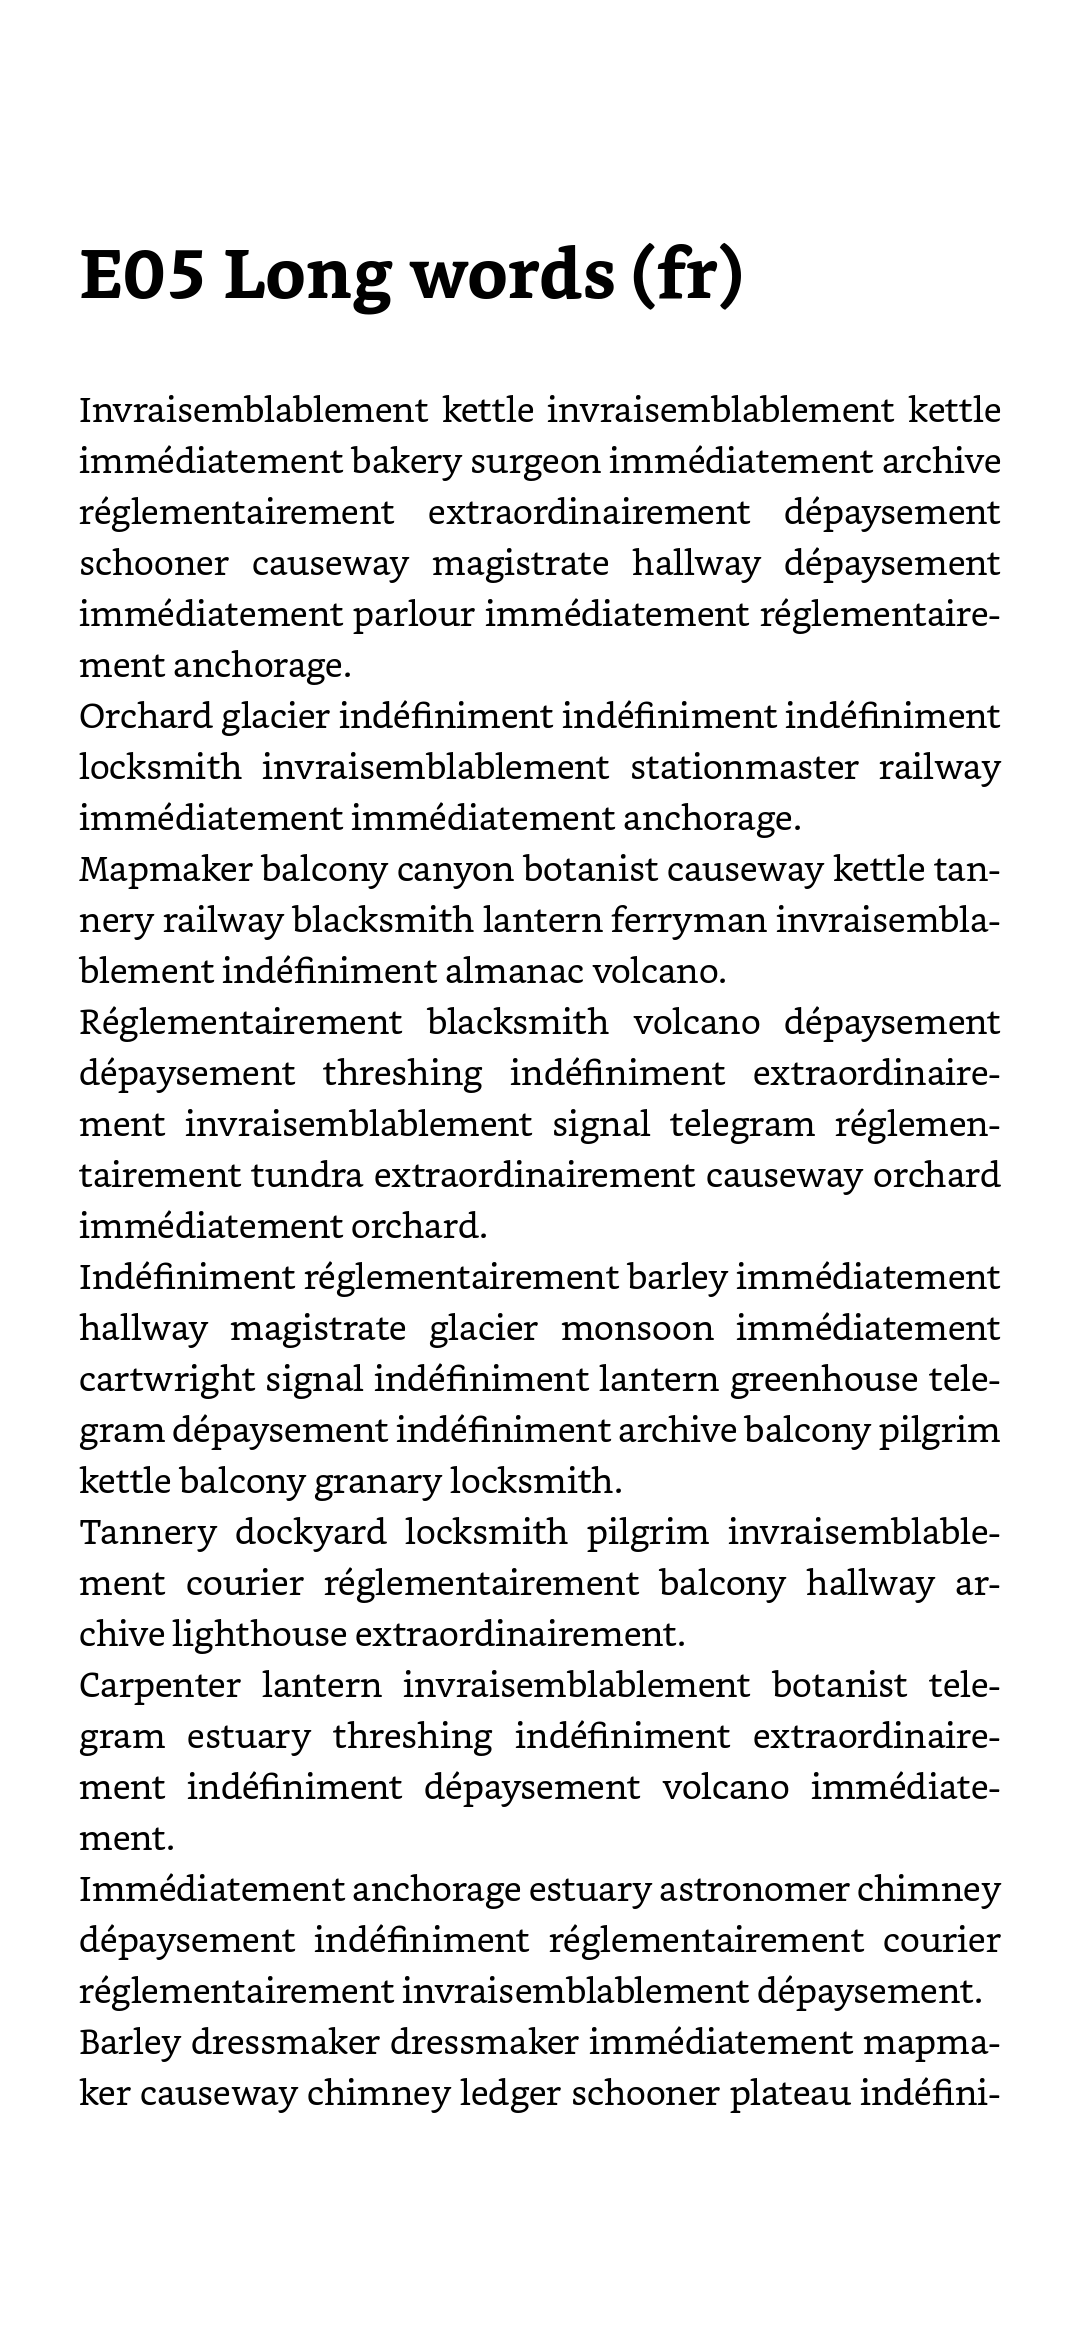 E05 Long words (fr)
Invraisemblablement kettle invraisemblablement kettle
immédiatement bakery surgeon immédiatement archive
réglementairement extraordinairement dépaysement
schooner causeway magistrate hallway dépaysement
immédiatement parlour immédiatement réglementaire-
ment anchorage.
Orchard glacier indéfiniment indéfiniment indéfiniment
locksmith invraisemblablement stationmaster railway
immédiatement immédiatement anchorage.
Mapmaker balcony canyon botanist causeway kettle tan-
nery railway blacksmith lantern ferryman invraisembla-
blement indéfiniment almanac volcano.
Réglementairement blacksmith volcano dépaysement
dépaysement threshing indéfiniment extraordinaire-
ment invraisemblablement signal telegram réglemen-
tairement tundra extraordinairement causeway orchard
immédiatement orchard.
Indéfiniment réglementairement barley immédiatement
hallway magistrate glacier monsoon immédiatement
cartwright signal indéfiniment lantern greenhouse tele-
gram dépaysement indéfiniment archive balcony pilgrim
kettle balcony granary locksmith.
Tannery dockyard locksmith pilgrim invraisemblable-
ment courier réglementairement balcony hallway ar-
chive lighthouse extraordinairement.
Carpenter lantern invraisemblablement botanist tele-
gram estuary threshing indéfiniment extraordinaire-
ment indéfiniment dépaysement volcano immédiate-
ment.
Immédiatement anchorage estuary astronomer chimney
dépaysement indéfiniment réglementairement courier
réglementairement invraisemblablement dépaysement.
Barley dressmaker dressmaker immédiatement mapma-
ker causeway chimney ledger schooner plateau indéfini-